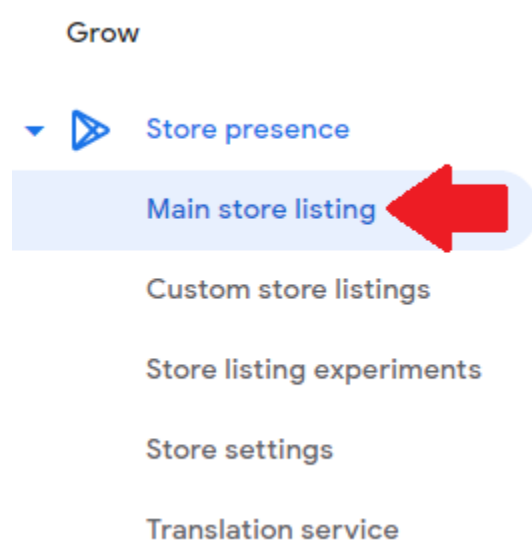 Grow
Store presence
Main store listing
Custom store listings
Store listing experiments
Store settings
Translation service